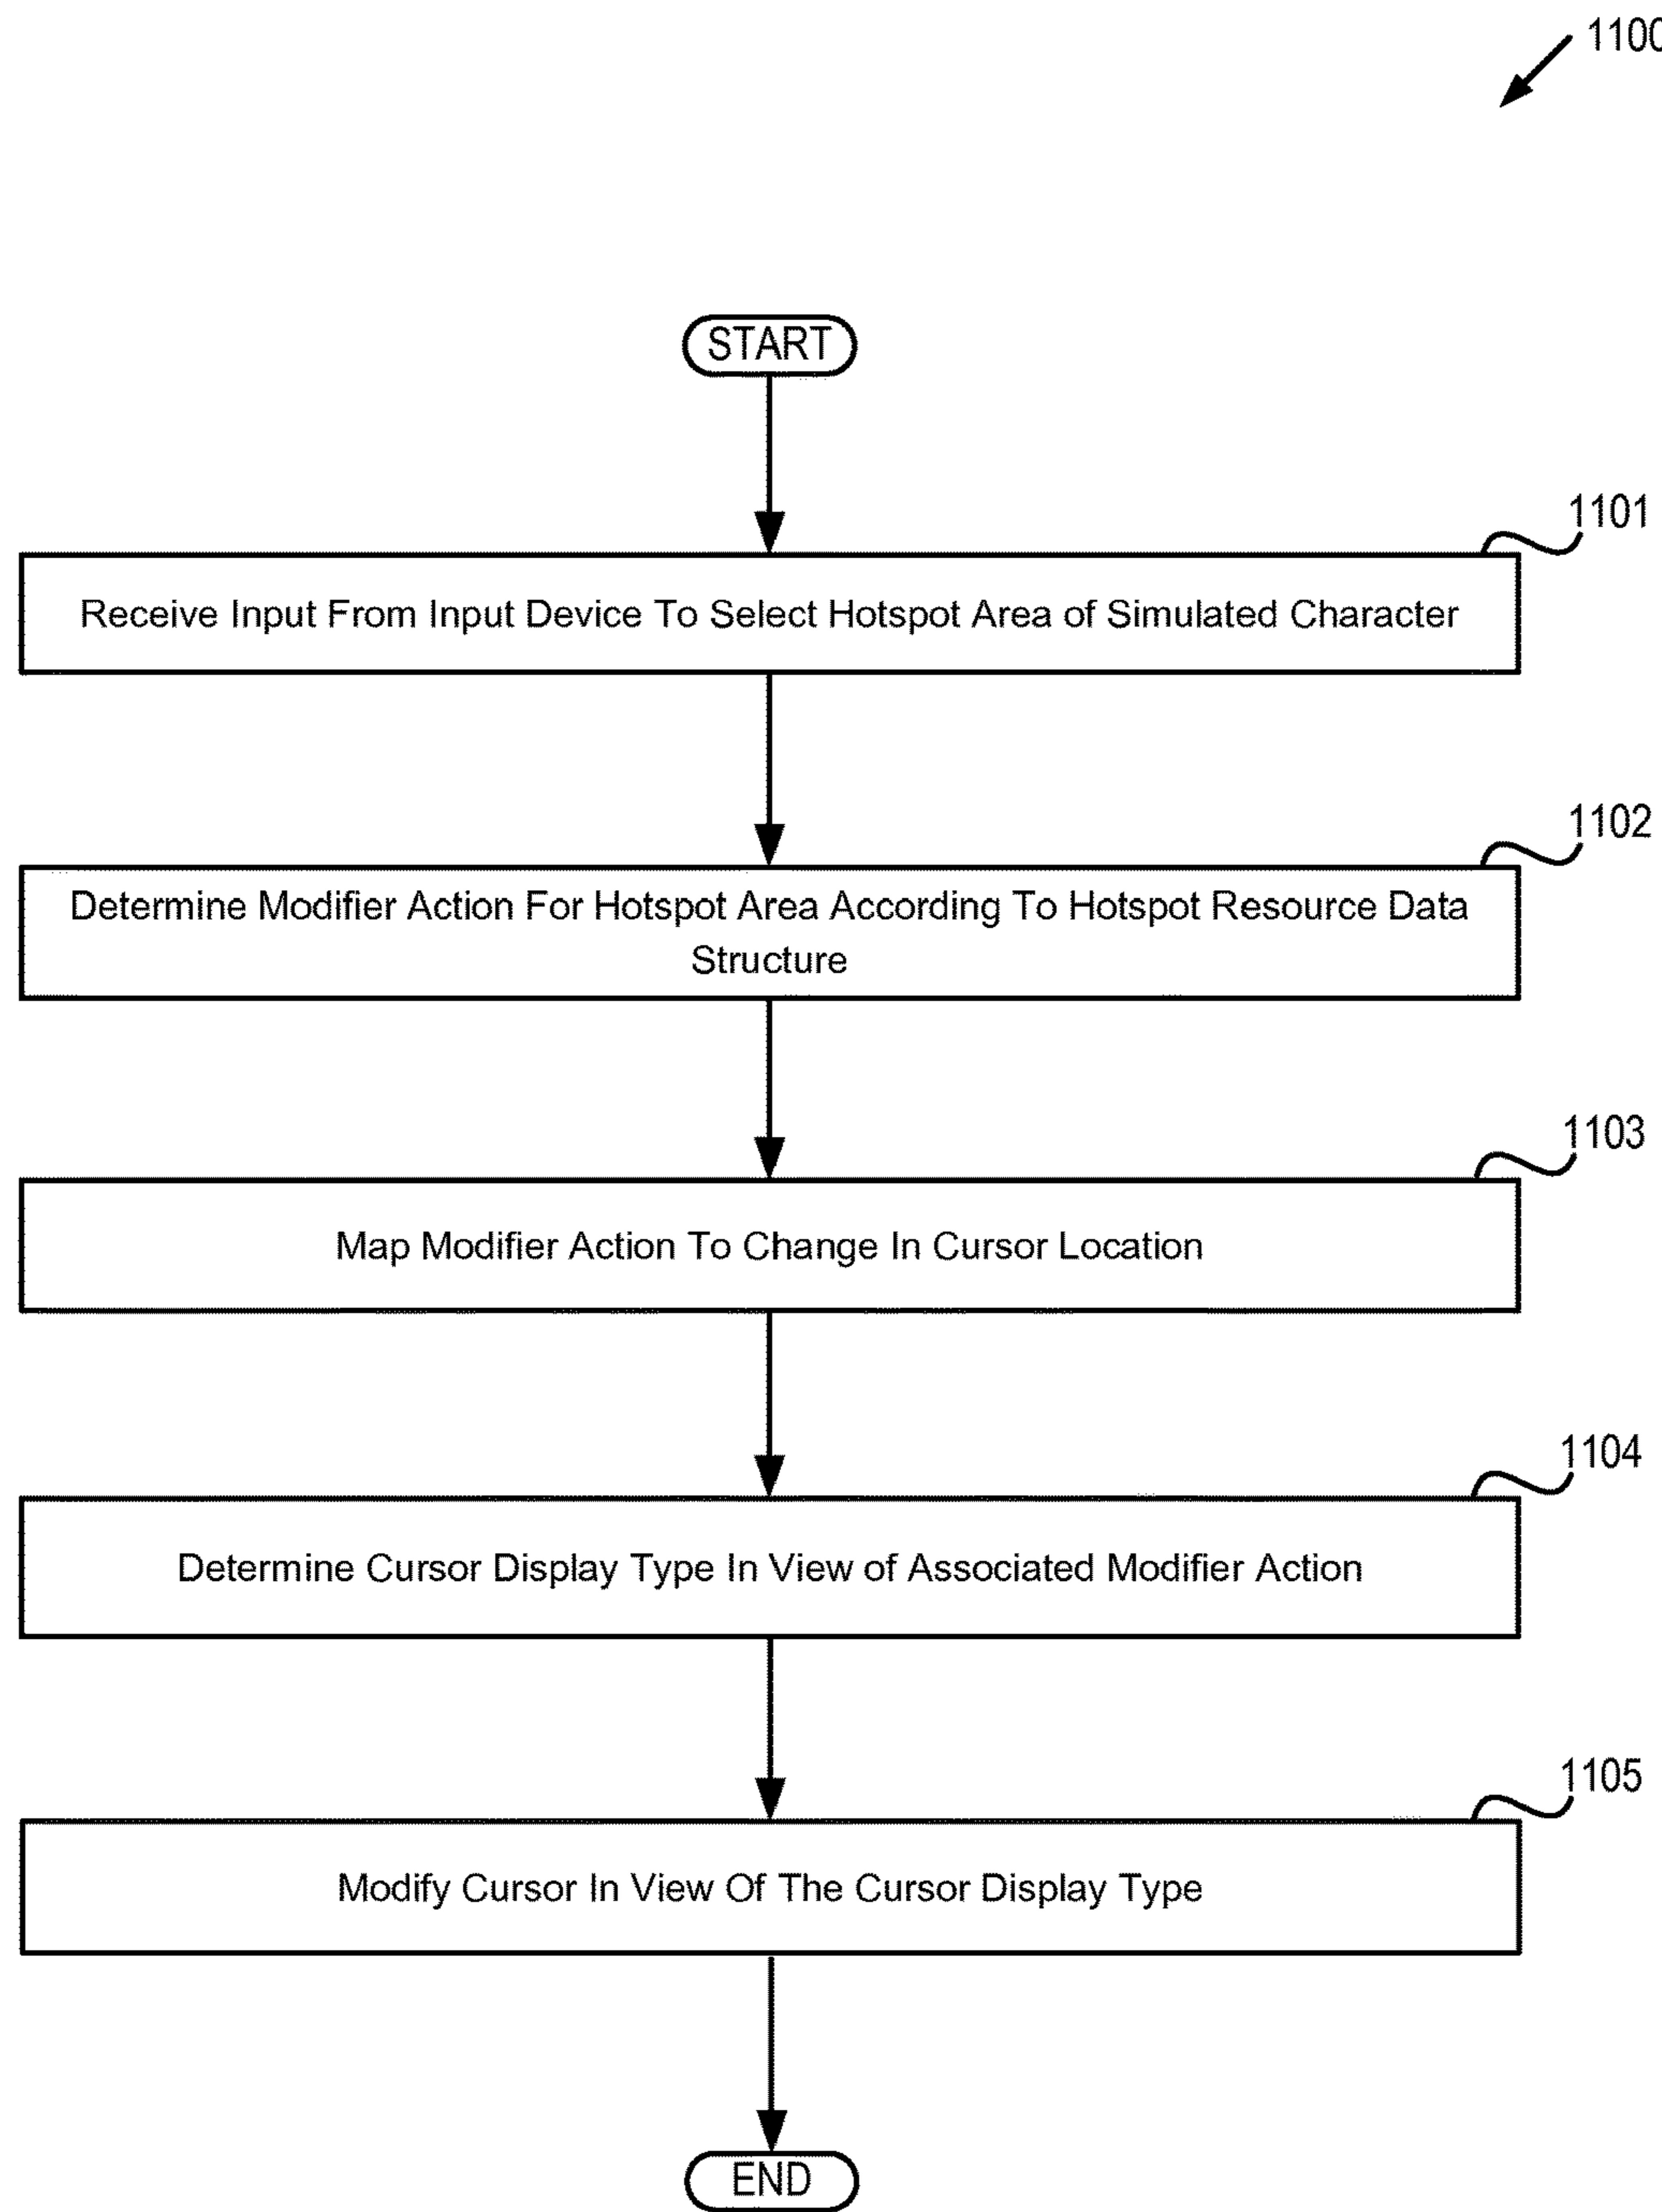 1100
START
1101
Receive Input From Input Device To Select Hotspot Area of Simulated Character
1102
Determine Modifier Action For Hotspot Area According To Hotspot Resource Data
Structure
1103
Map Modifier Action To Change In Cursor Location
1104
Determine Cursor Display Type In View of Associated Modifier Action
1105
Modify Cursor In View Of The Cursor Display Type
END